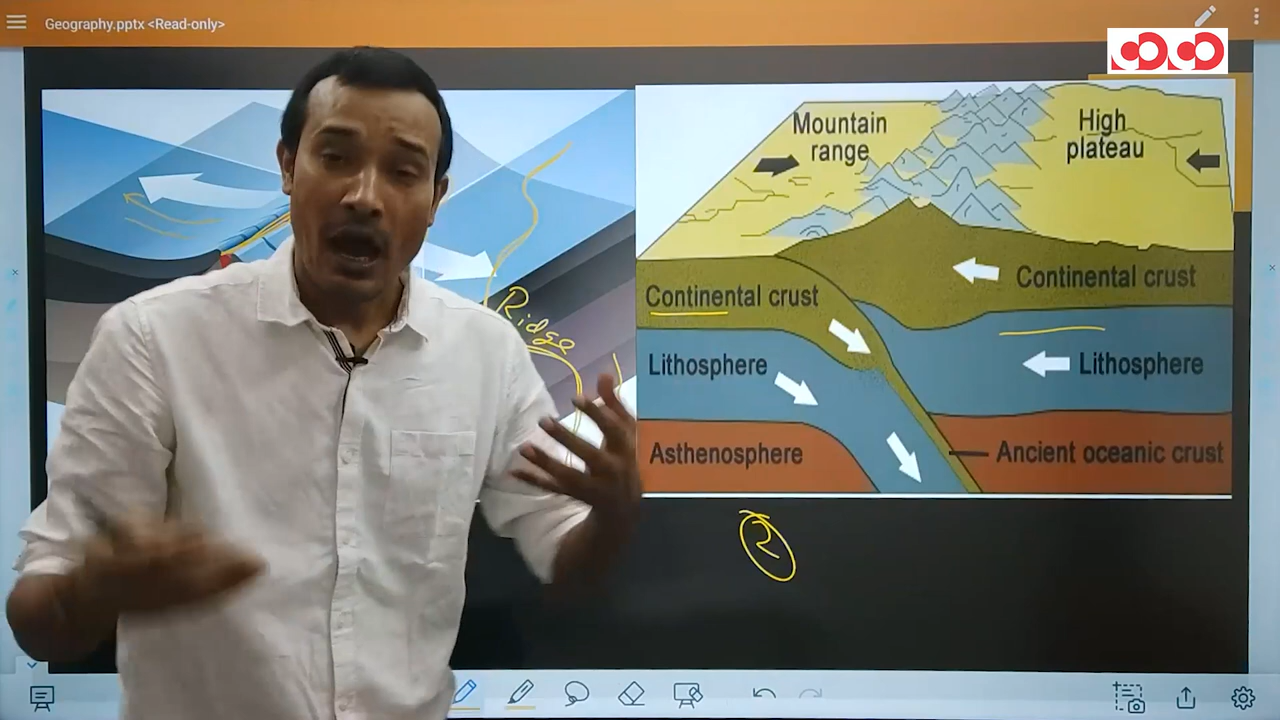 Geography.pptx <Read-only>
Mountain
range
High
plateau
Continental crust
Continental crust
Lithosphere
Lithosphere
Asthenosphere
Ancient oceanic crust
Ridge
2